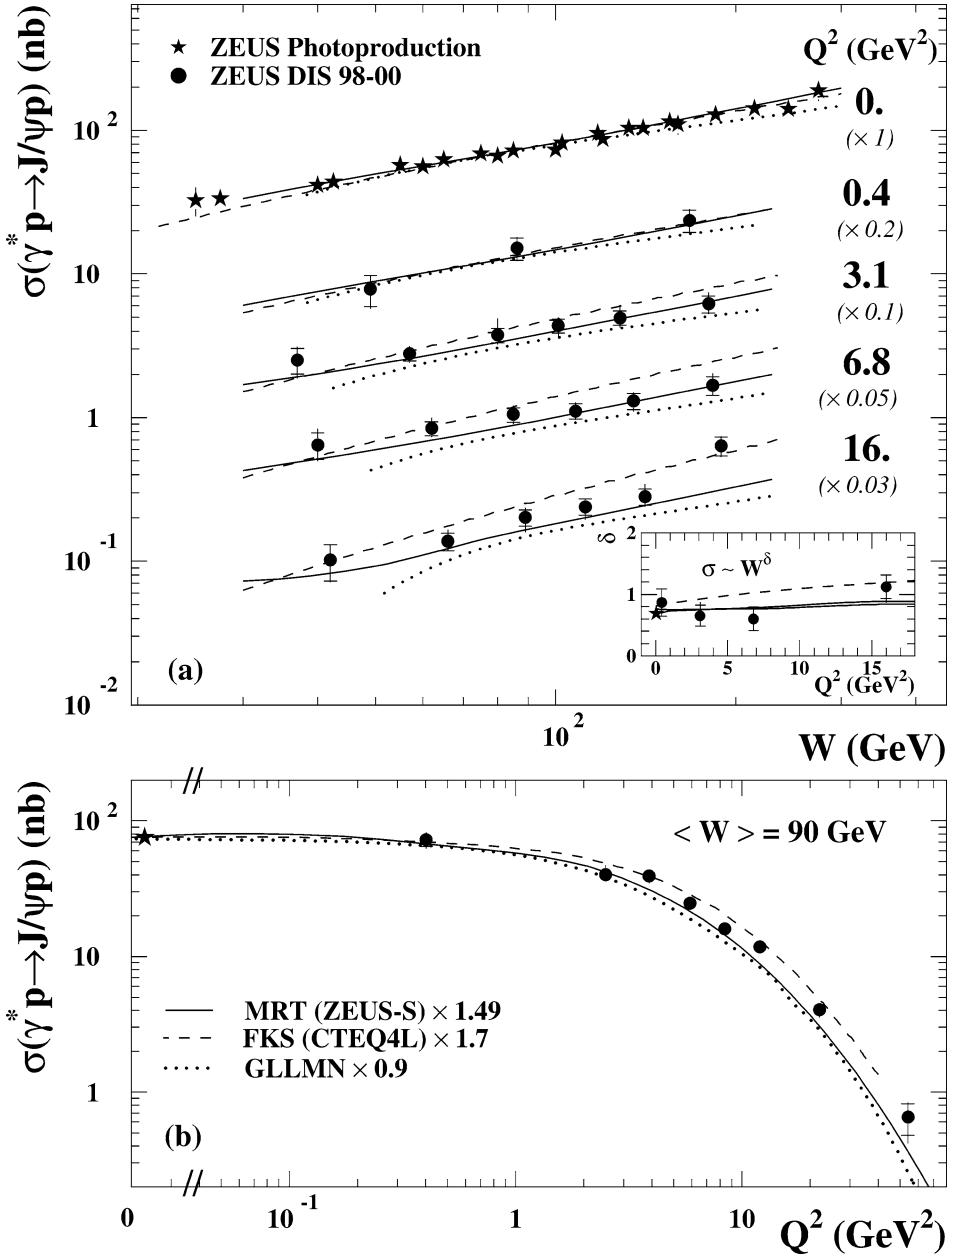 σ(γ* p→J/ψp) (nb)
ZEUS Photoproduction
ZEUS DIS 98-00
Q² (GeV²)
0.
(× 1)
0.4
(× 0.2)
3.1
(× 0.1)
6.8
(× 0.05)
16.
(× 0.03)
10²
10
1
10⁻¹
10⁻²
(a)
δ
σ ~ Wᵟ
2
1
0
0 5 10 15
Q² (GeV²)
10²
W (GeV)
σ(γ* p→J/ψp) (nb)
< W > = 90 GeV
10²
10
1
MRT (ZEUS-S) × 1.49
FKS (CTEQ4L) × 1.7
GLLMN × 0.9
(b)
0 10⁻¹ 1 10
Q² (GeV²)